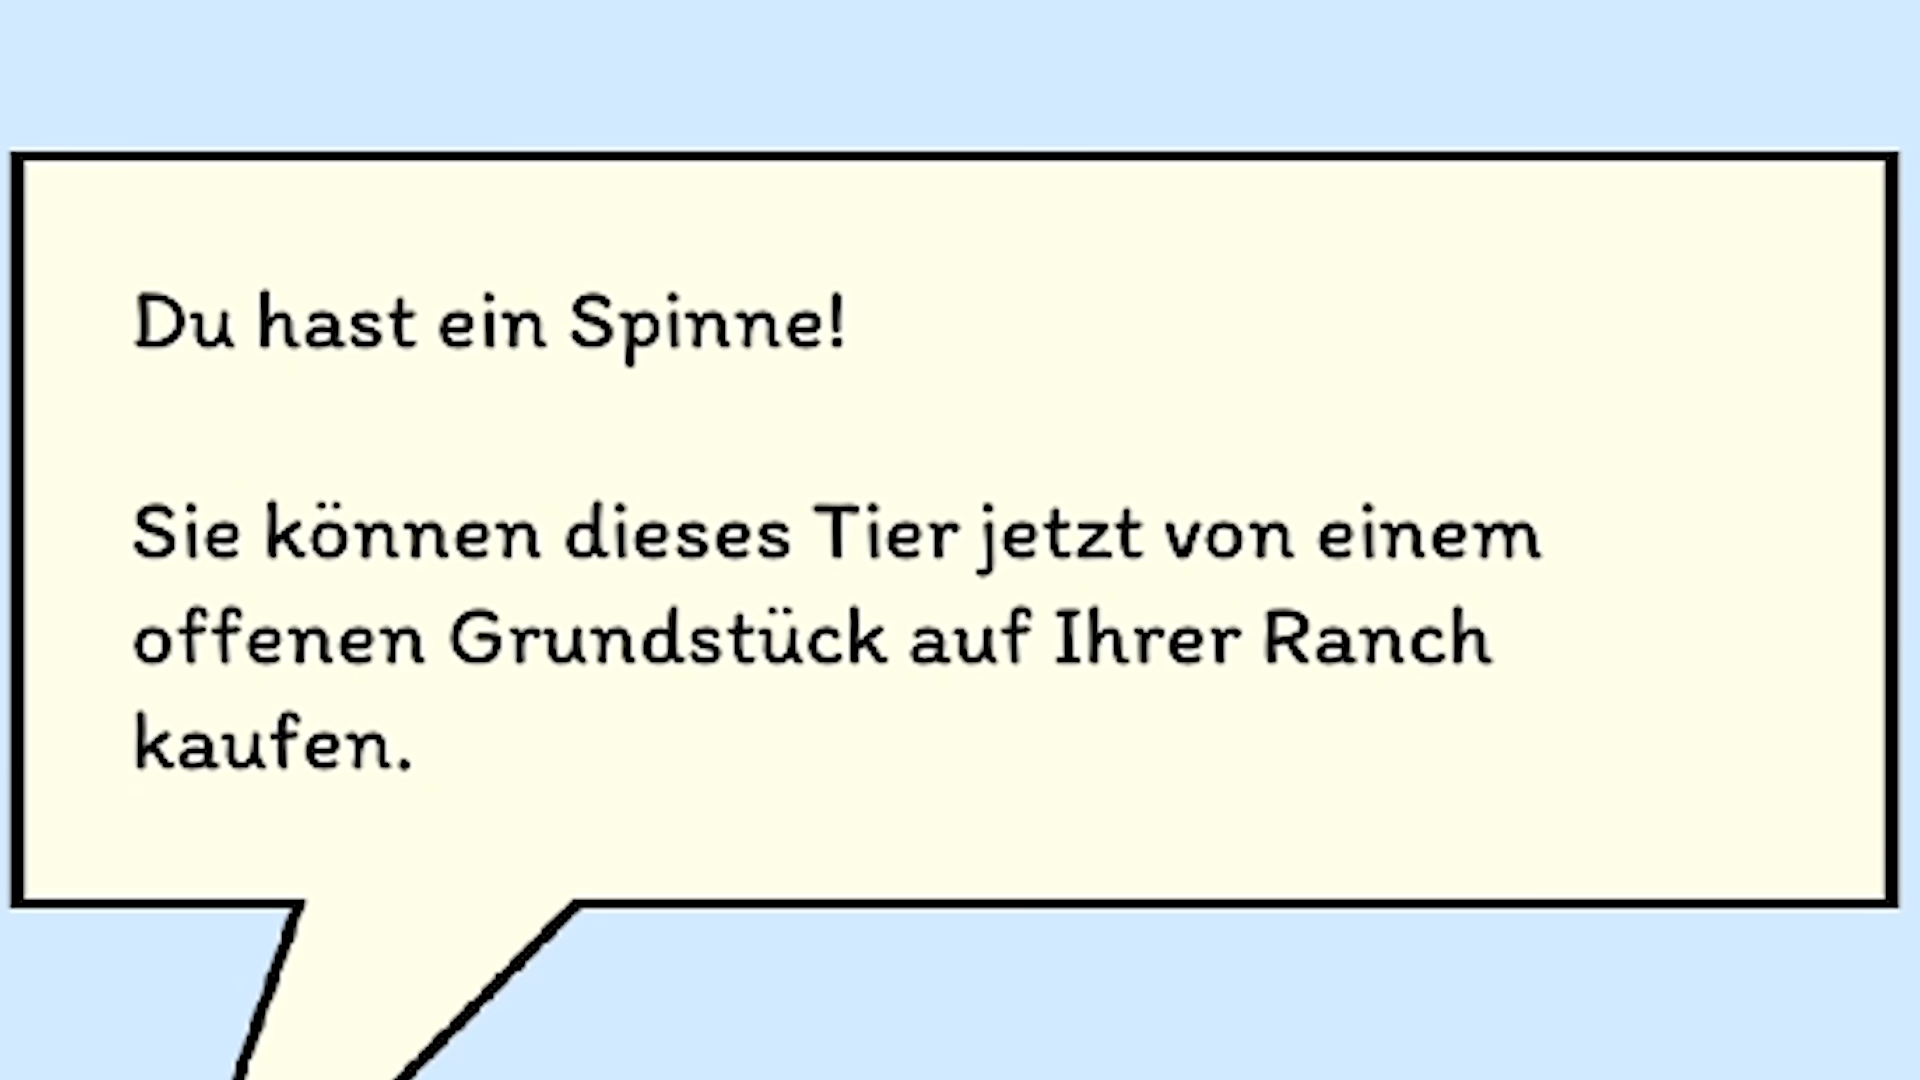 Du hast ein Spinne!
Sie können dieses Tier jetzt von einem
offenen Grundstück auf Ihrer Ranch
kaufen.